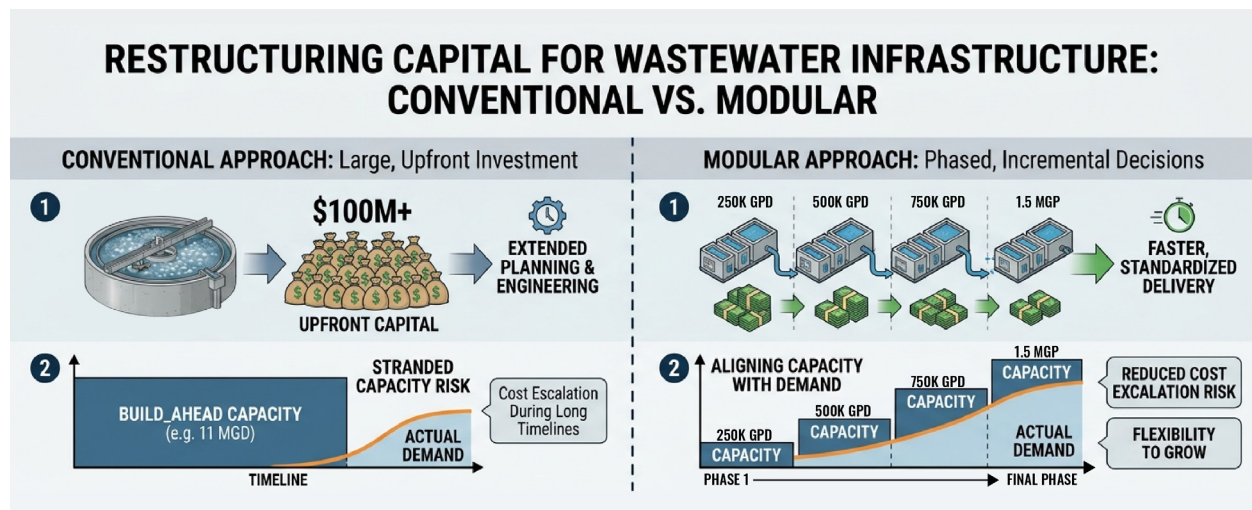 RESTRUCTURING CAPITAL FOR WASTEWATER INFRASTRUCTURE:
CONVENTIONAL VS. MODULAR
CONVENTIONAL APPROACH: Large, Upfront Investment
1
$100M+
UPFRONT CAPITAL
EXTENDED
PLANNING &
ENGINEERING
2
BUILD_AHEAD CAPACITY
(e.g. 11 MGD)
STRANDED
CAPACITY RISK
ACTUAL
DEMAND
Cost Escalation
During Long
Timelines
TIMELINE
MODULAR APPROACH: Phased, Incremental Decisions
1
250K GPD
500K GPD
750K GPD
1.5 MGP
FASTER,
STANDARDIZED
DELIVERY
2
ALIGNING CAPACITY
WITH DEMAND
250K GPD
CAPACITY
500K GPD
CAPACITY
750K GPD
CAPACITY
1.5 MGP
CAPACITY
ACTUAL
DEMAND
REDUCED COST
EXCALATION RISK
FLEXIBILITY
TO GROW
PHASE 1
FINAL PHASE